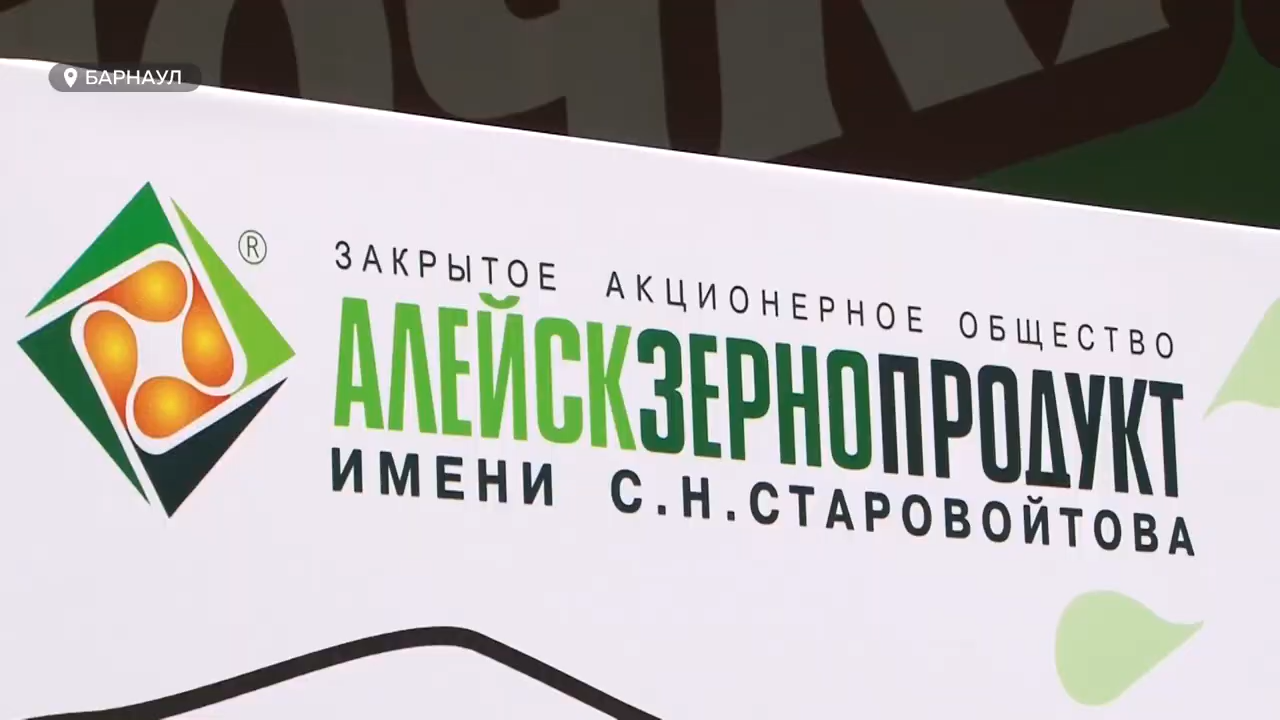 БАРНАУЛ
®
ЗАКРЫТОЕ АКЦИОНЕРНОЕ ОБЩЕСТВО
АЛЕЙСКЗЕРНОПРОДУКТ
ИМЕНИ С.Н.СТАРОВОЙТОВА